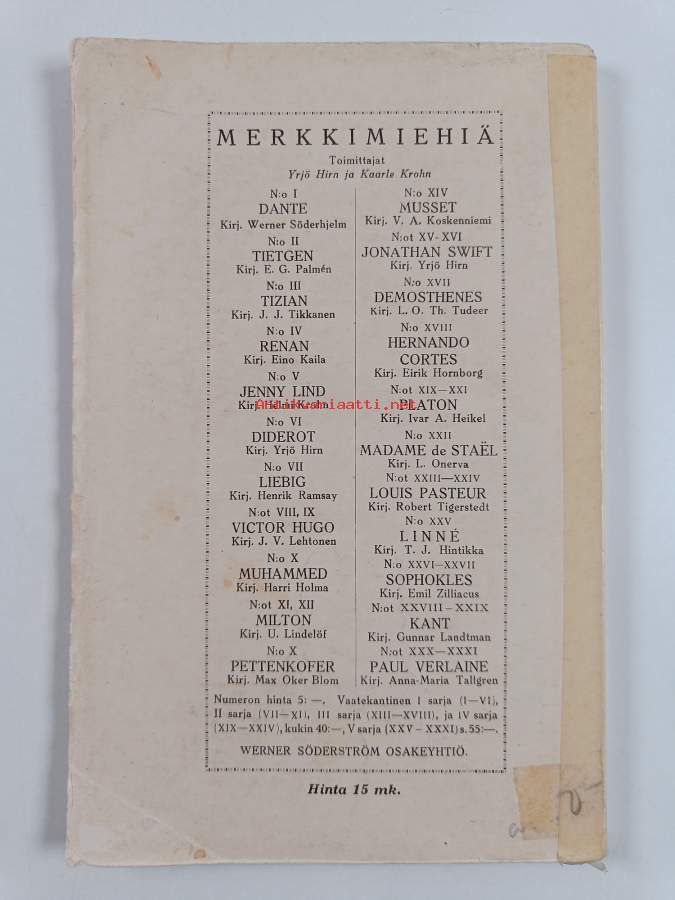 MERKKIMIEHIÄ
Toimittajat
Yrjö Hirn ja Kaarle Krohn
N:o I
DANTE
Kirj. Werner Söderhjelm
N:o II
TIETGEN
Kirj. E. G. Palmén
N:o III
TIZIAN
Kirj. J. J. Tikkanen
N:o IV
RENAN
Kirj. Eino Kaila
N:o V
JENNY LIND
Kirj. Helmi Krohn
N:o VI
DIDEROT
Kirj. Yrjö Hirn
N:o VII
LIEBIG
Kirj. Henrik Ramsay
N:ot VIII, IX
VICTOR HUGO
Kirj. J. V. Lehtonen
N:o X
MUHAMMED
Kirj. Harri Holma
N:ot XI, XII
MILTON
Kirj. U. Lindelöf
N:o X
PETTENKOFER
Kirj. Max Oker Blom
N:o XIV
MUSSET
Kirj. V. A. Koskenniemi
N:ot XV-XVI
JONATHAN SWIFT
Kirj. Yrjö Hirn
N:o XVII
DEMOSTHENES
Kirj. L. O. Th. Tudeer
N:o XVIII
HERNANDO
CORTES
Kirj. Eirik Hornborg
N:ot XIX—XXI
PLATON
Kirj. Ivar A. Heikel
N:o XXII
MADAME de STAËL
Kirj. L. Onerva
N:ot XXIII—XXIV
LOUIS PASTEUR
Kirj. Robert Tigerstedt
N:o XXV
LINNÉ
Kirj. T. J. Hintikka
N:o XXVI—XXVII
SOPHOKLES
Kirj. Emil Zilliacus
N:ot XXVIII—XXIX
KANT
Kirj. Gunnar Landtman
N:ot XXX—XXXI
PAUL VERLAINE
Kirj. Anna-Maria Tallgren
Numeron hinta 5: —, Vaatekantinen I sarja (I—VI),
II sarja (VII—XI), III sarja (XIII—XVIII), ja IV sarja
(XIX—XXIV), kukin 40:—, V sarja (XXV—XXXI) s. 55:—.
WERNER SÖDERSTRÖM OSAKEYHTIÖ.
Hinta 15 mk.
Antikvariaatti.net